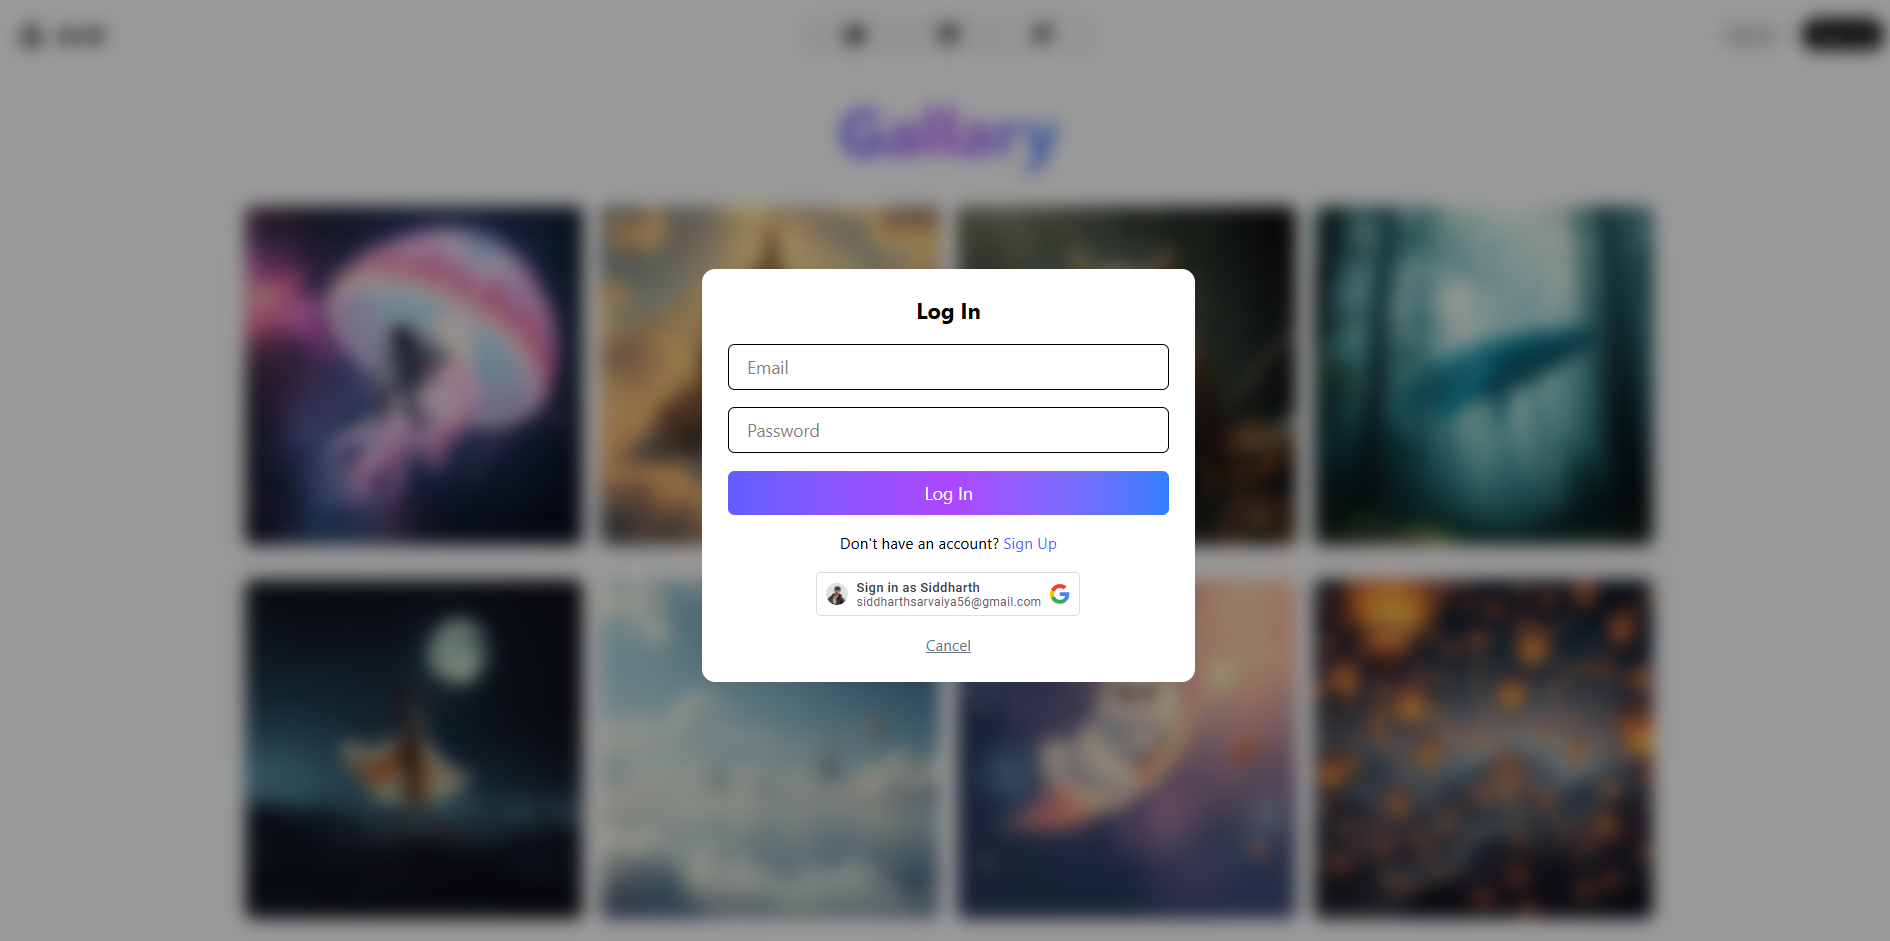 Gallary
Log In
Email
Password
Log In
Don't have an account? Sign Up
Sign in as Siddharth
siddharthsarvaiya56@gmail.com
Cancel